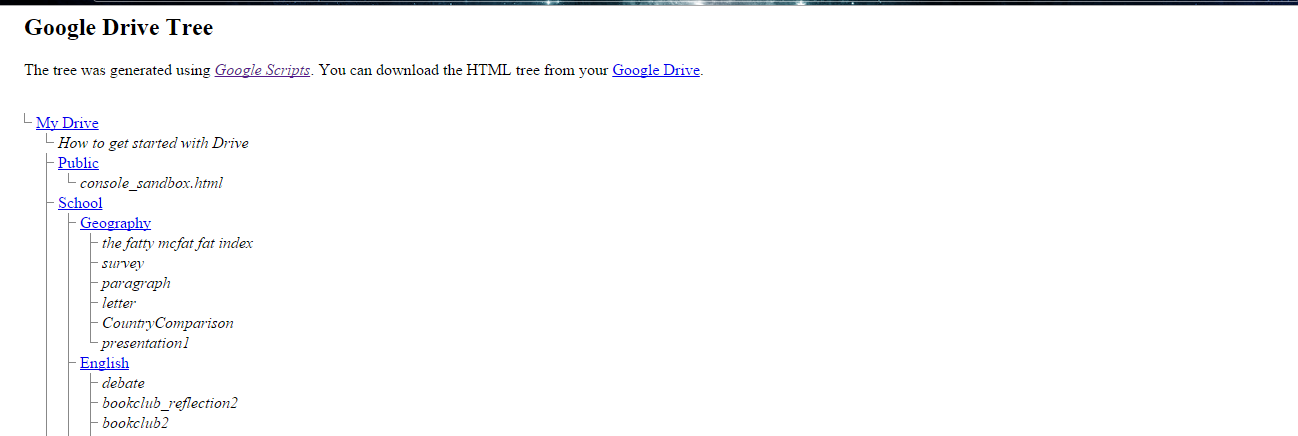 Google Drive Tree
The tree was generated using Google Scripts. You can download the HTML tree from your Google Drive.
My Drive
How to get started with Drive
Public
console_sandbox.html
School
Geography
the fatty mcfat fat index
survey
paragraph
letter
CountryComparison
presentation1
English
debate
bookclub_reflection2
bookclub2